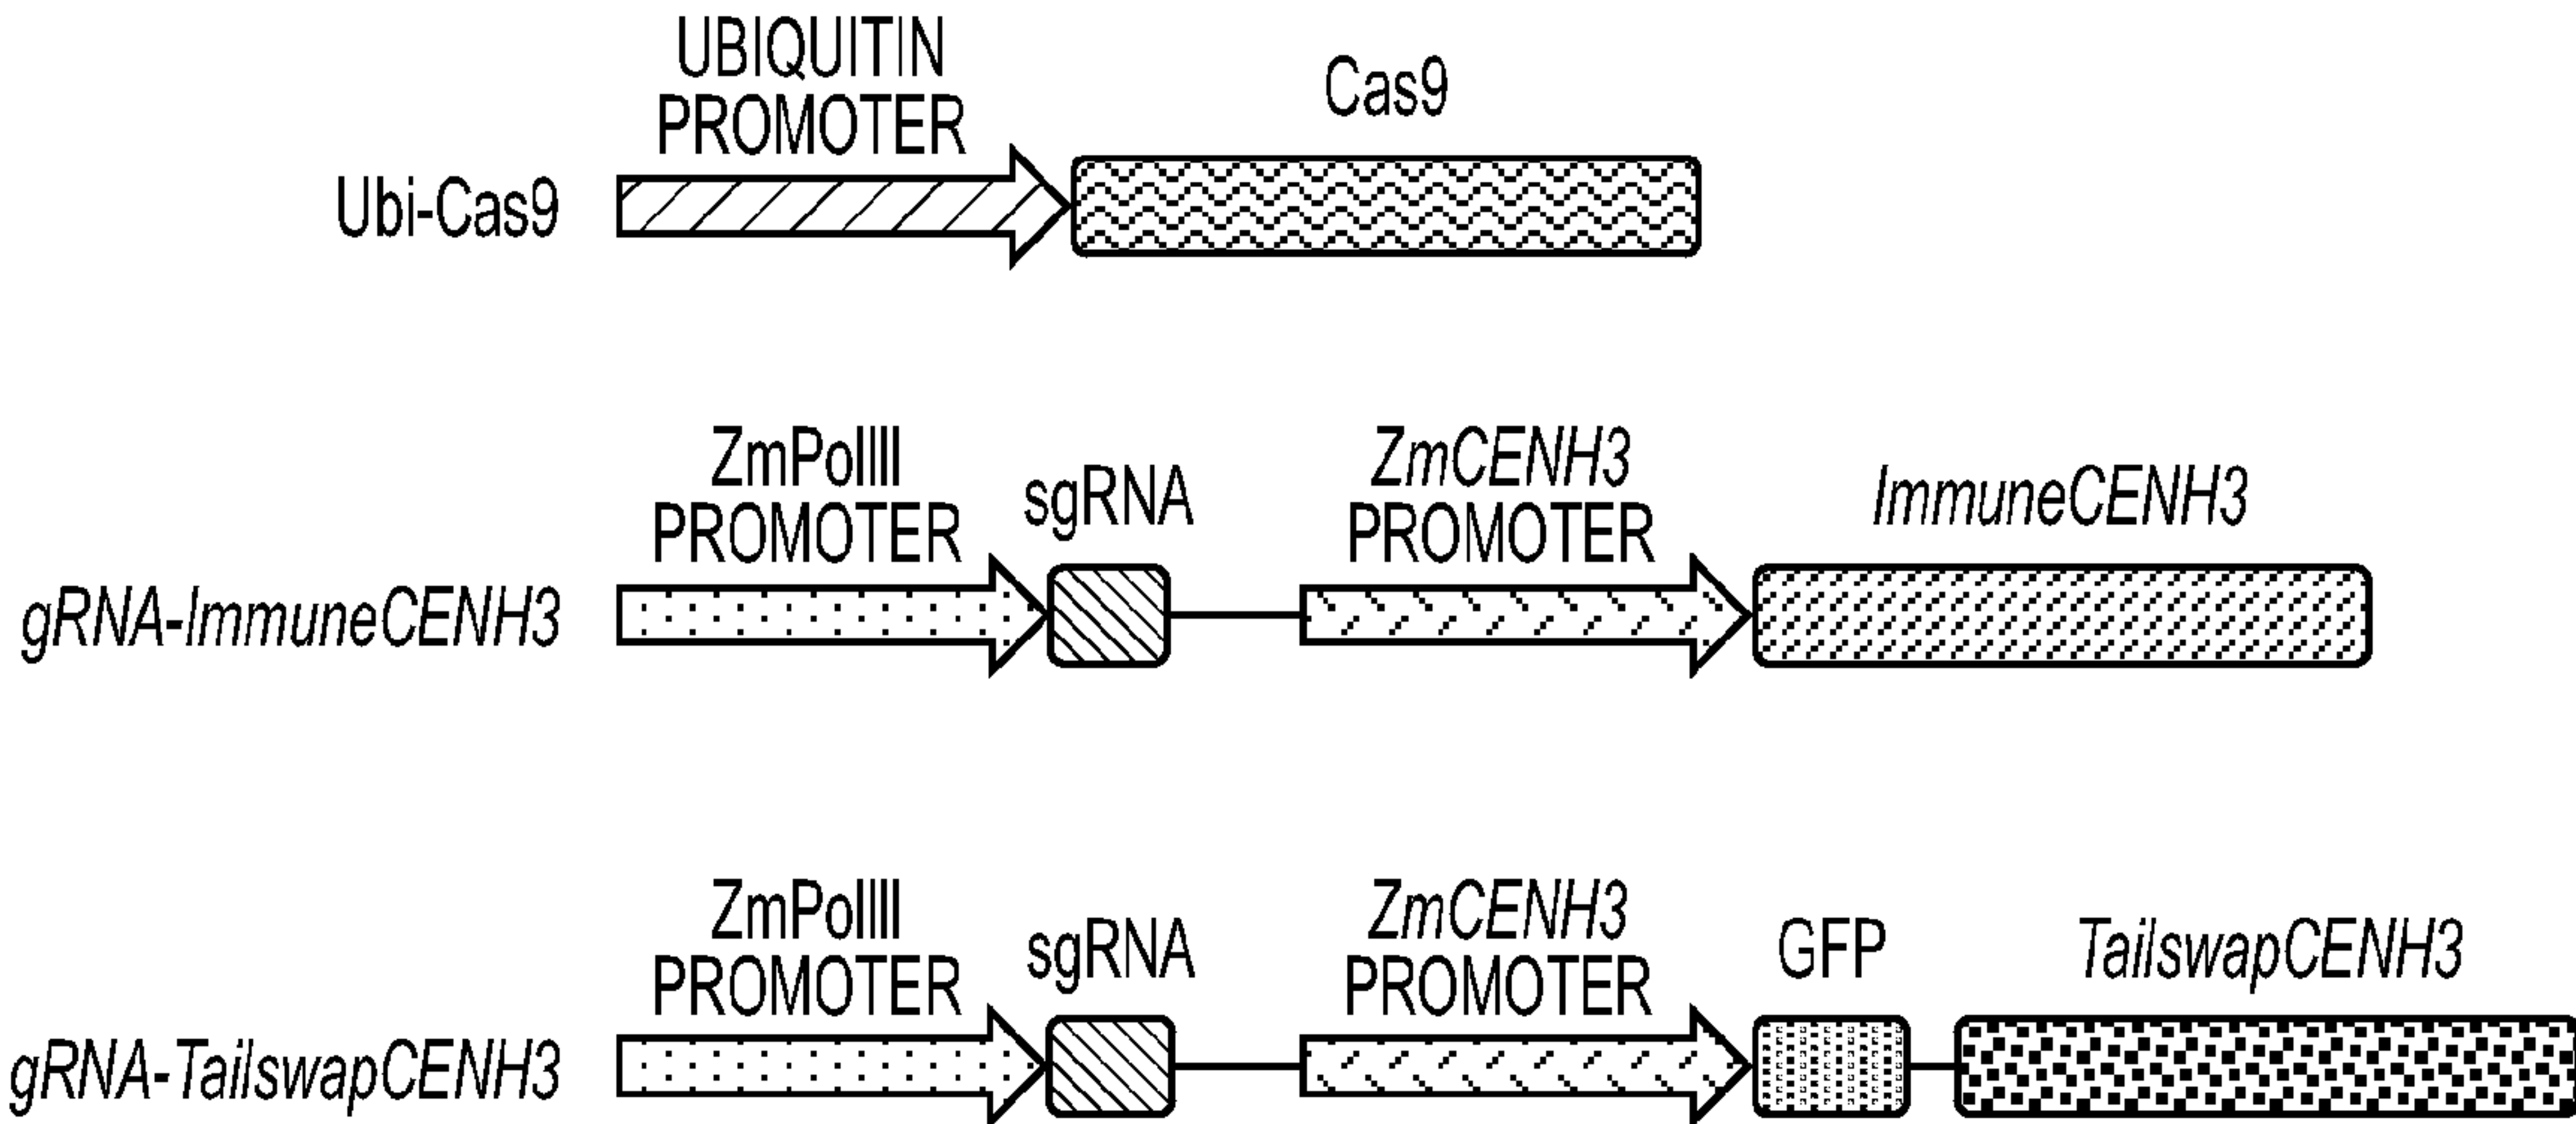 UBIQUITIN
PROMOTER
Cas9
Ubi-Cas9
ZmPolIII
PROMOTER
sgRNA
ZmCENH3
PROMOTER
ImmuneCENH3
gRNA-ImmuneCENH3
ZmPolIII
PROMOTER
sgRNA
ZmCENH3
PROMOTER
GFP
TailswapCENH3
gRNA-TailswapCENH3